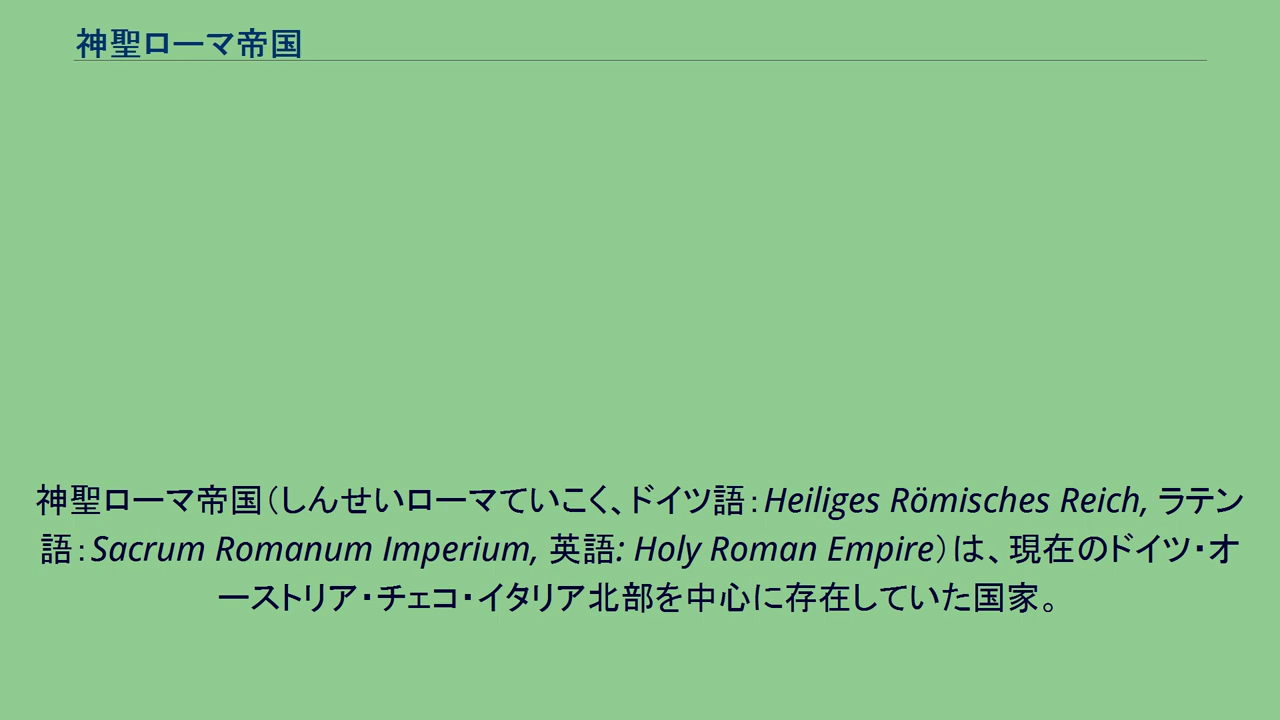 神聖ローマ帝国
神聖ローマ帝国（しんせいローマていこく、ドイツ語：Heiliges Römisches Reich, ラテン
語：Sacrum Romanum Imperium, 英語: Holy Roman Empire）は、現在のドイツ・オ
ーストリア・チェコ・イタリア北部を中心に存在していた国家。